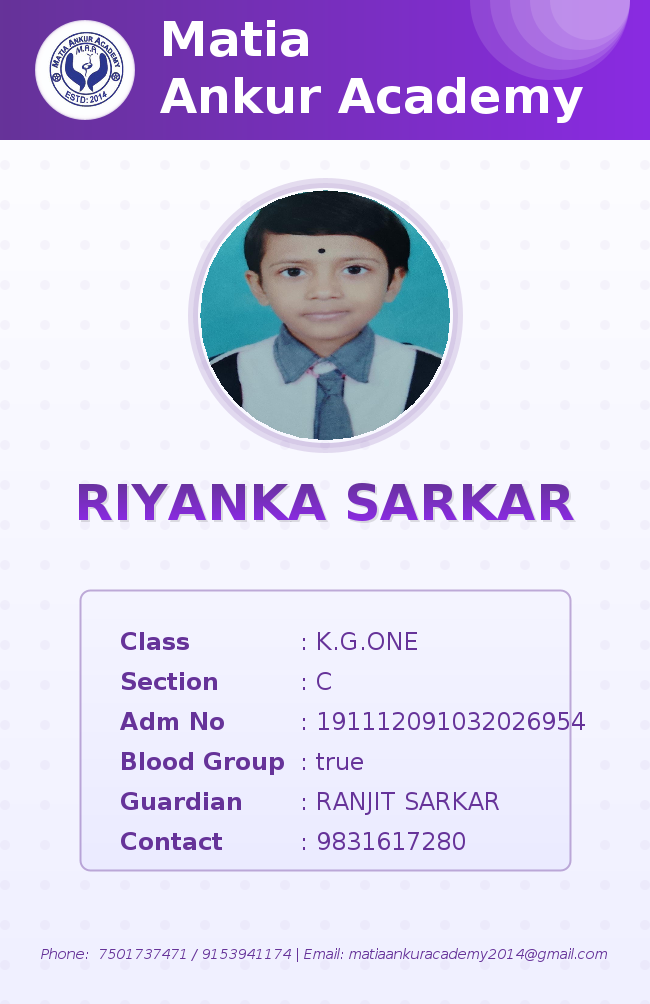 Matia
Ankur Academy
MATIA ANKUR ACADEMY
M.A.A
ESTD: 2014
RIYANKA SARKAR
Class : K.G.ONE
Section : C
Adm No : 191112091032026954
Blood Group : true
Guardian : RANJIT SARKAR
Contact : 9831617280
Phone: 7501737471 / 9153941174 | Email: matiaankuracademy2014@gmail.com